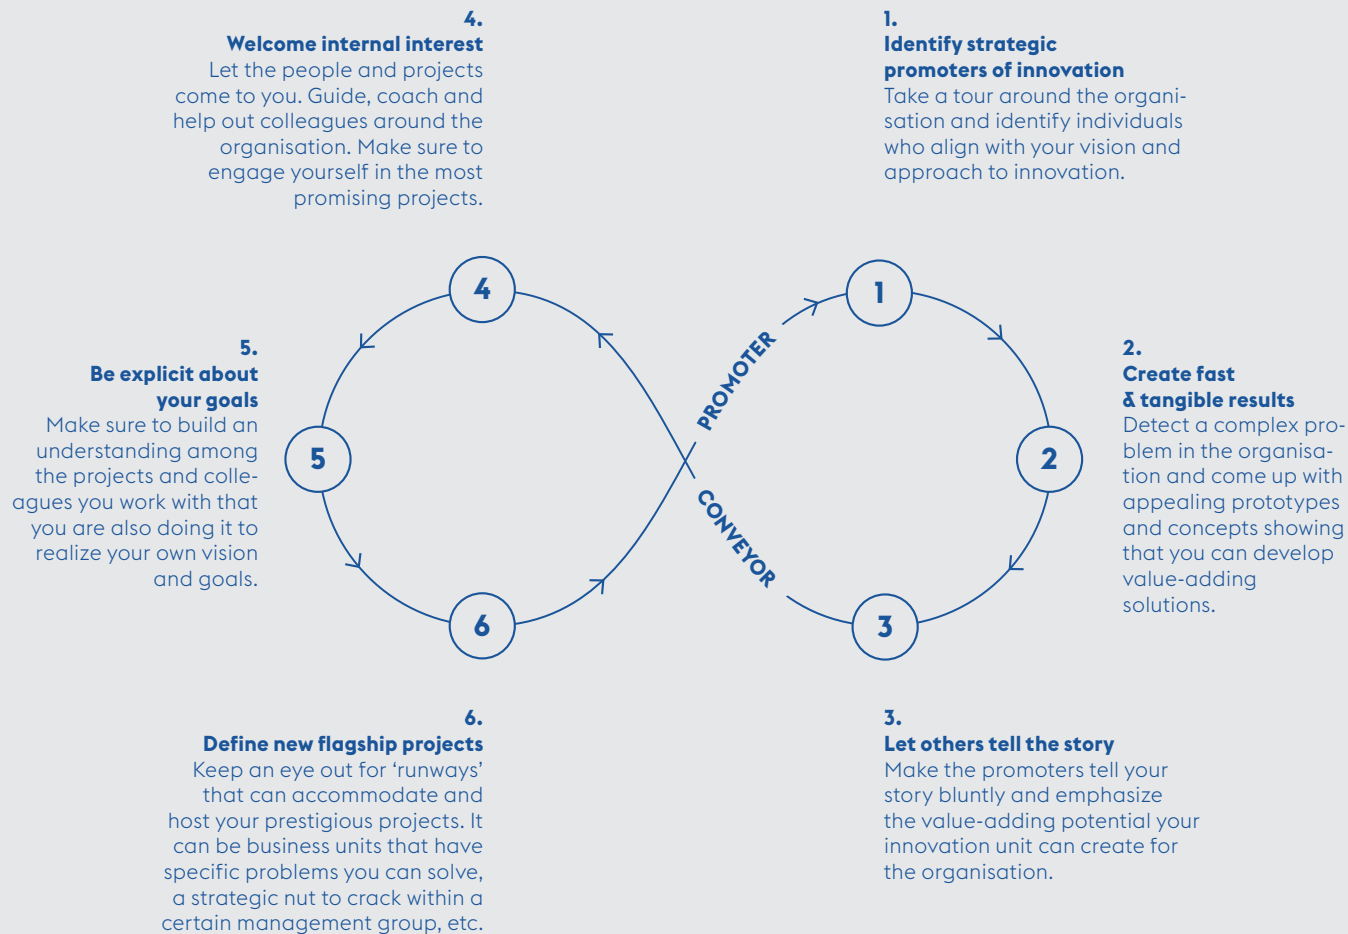 4.
Welcome internal interest
Let the people and projects
come to you. Guide, coach and
help out colleagues around the
organisation. Make sure to
engage yourself in the most
promising projects.
1.
Identify strategic
promoters of innovation
Take a tour around the organi-
sation and identify individuals
who align with your vision and
approach to innovation.
4
1
PROMOTER
5.
Be explicit about
your goals
Make sure to build an
understanding among
the projects and colle-
agues you work with that
you are also doing it to
realize your own vision
and goals.
5
2
2.
Create fast
& tangible results
Detect a complex pro-
blem in the organisa-
tion and come up with
appealing prototypes
and concepts showing
that you can develop
value-adding
solutions.
CONVEYOR
6
3
6.
Define new flagship projects
Keep an eye out for ‘runways’
that can accommodate and
host your prestigious projects. It
can be business units that have
specific problems you can solve,
a strategic nut to crack within a
certain management group, etc.
3.
Let others tell the story
Make the promoters tell your
story bluntly and emphasize
the value-adding potential your
innovation unit can create for
the organisation.